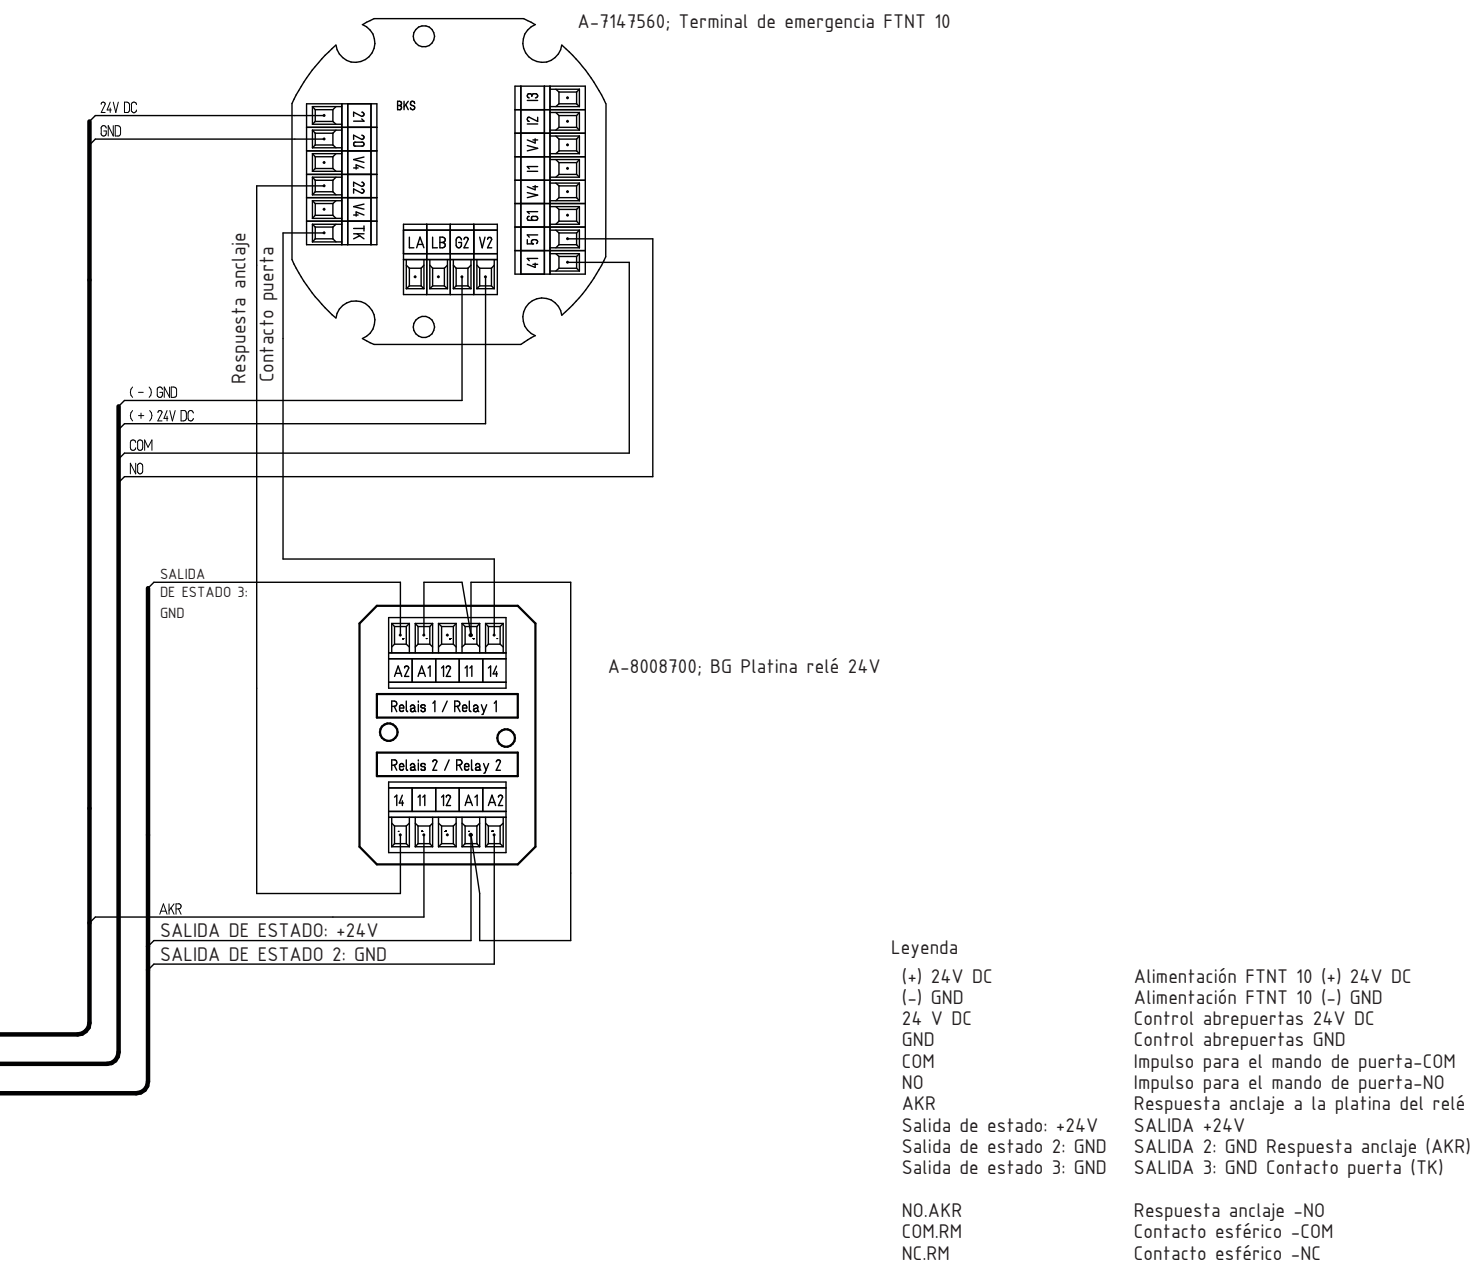 A-7147560; Terminal de emergencia FTNT 10
24V DC
GND
BKS
21
20
V4
22
V4
TK
I3
I2
V4
I1
V4
61
51
41
LA LB G2 V2
Respuesta anclaje
Contacto puerta
(-) GND
(+) 24V DC
COM
NO
SALIDA
DE ESTADO 3:
GND
A2 A1 12 11 14
A-8008700; BG Platina relé 24V
Relais 1 / Relay 1
Relais 2 / Relay 2
14 11 12 A1 A2
AKR
SALIDA DE ESTADO: +24V
SALIDA DE ESTADO 2: GND
Leyenda
(+) 24V DC Alimentación FTNT 10 (+) 24V DC
(-) GND Alimentación FTNT 10 (-) GND
24 V DC Control abrepuertas 24V DC
GND Control abrepuertas GND
COM Impulso para el mando de puerta-COM
NO Impulso para el mando de puerta-NO
AKR Respuesta anclaje a la platina del relé
Salida de estado: +24V SALIDA +24V
Salida de estado 2: GND SALIDA 2: GND Respuesta anclaje (AKR)
Salida de estado 3: GND SALIDA 3: GND Contacto puerta (TK)
NO.AKR Respuesta anclaje -NO
COM.RM Contacto esférico -COM
NC.RM Contacto esférico -NC